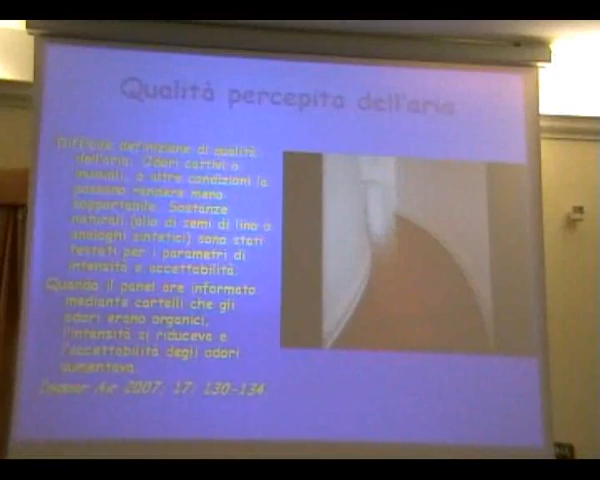 Qualità percepita dell'aria
Difficile definizione di qualità
dell'aria. Odori cattivi o
inusuali, o altre condizioni la
possono rendere meno
sopportabile. Sostanze
naturali (olio di semi di lino o
analoghi sintetici) sono stati
testati per i parametri di
intensità e accettabilità.
Quando il panel era informato
mediante cartelli che gli
odori erano organici,
l'intensità si riduceva e
l'accettabilità degli odori
aumentava.
Indoor Air 2007; 17: 130-134